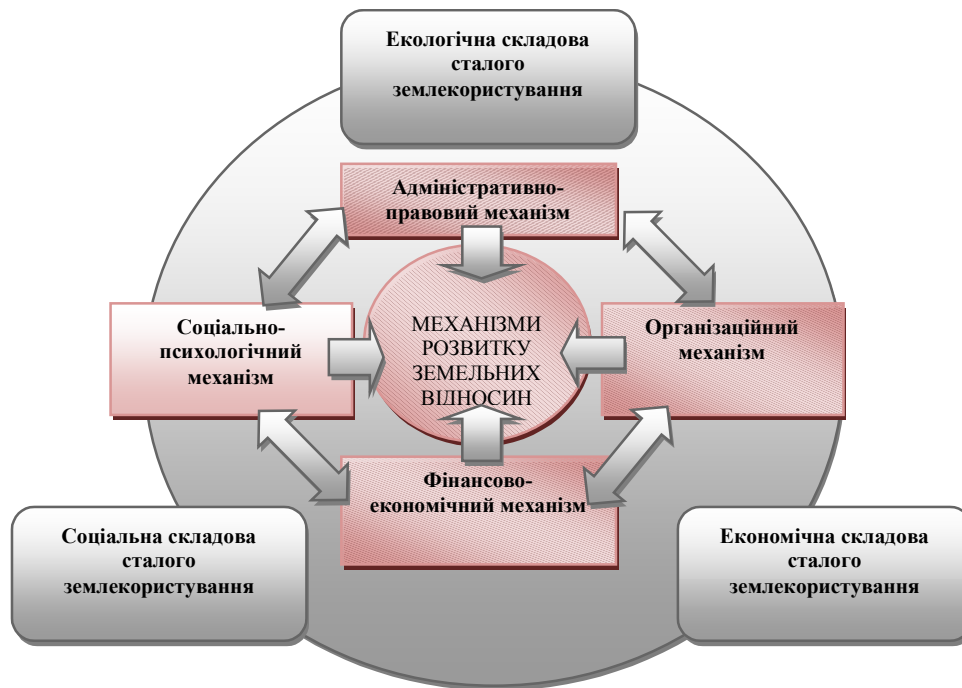 Екологічна складова
сталого
землекористування
Адміністративно-
правовий механізм
Соціально-
психологічний
механізм
МЕХАНІЗМИ
РОЗВИТКУ
ЗЕМЕЛЬНИХ
ВІДНОСИН
Організаційний
механізм
Фінансово-
економічний механізм
Соціальна складова
сталого
землекористування
Економічна складова
сталого
землекористування